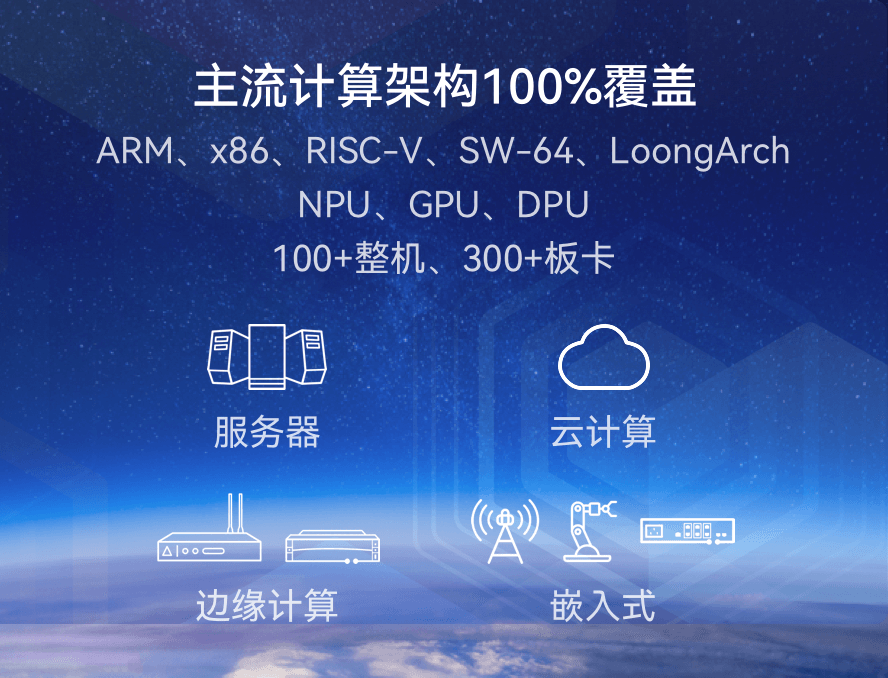 主流计算架构100%覆盖
ARM、x86、RISC-V、SW-64、LoongArch
NPU、GPU、DPU
100+整机、300+板卡
服务器
云计算
边缘计算
嵌入式